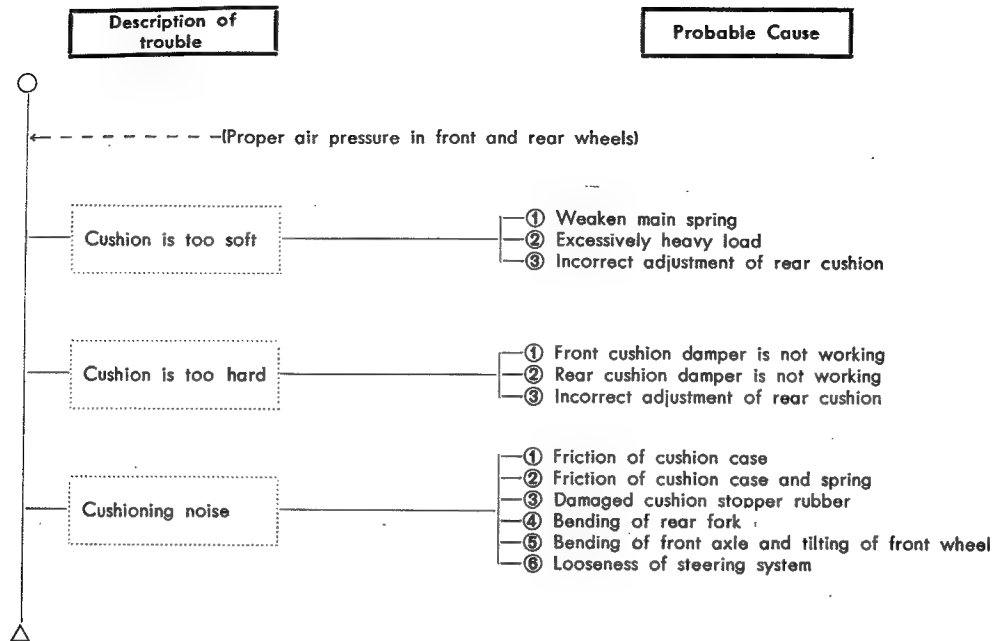 Description of
trouble
Probable Cause
(Proper air pressure in front and rear wheels)
Cushion is too soft
① Weaken main spring
② Excessively heavy load
③ Incorrect adjustment of rear cushion
Cushion is too hard
① Front cushion damper is not working
② Rear cushion damper is not working
③ Incorrect adjustment of rear cushion
Cushioning noise
① Friction of cushion case
② Friction of cushion case and spring
③ Damaged cushion stopper rubber
④ Bending of rear fork
⑤ Bending of front axle and tilting of front wheel
⑥ Looseness of steering system